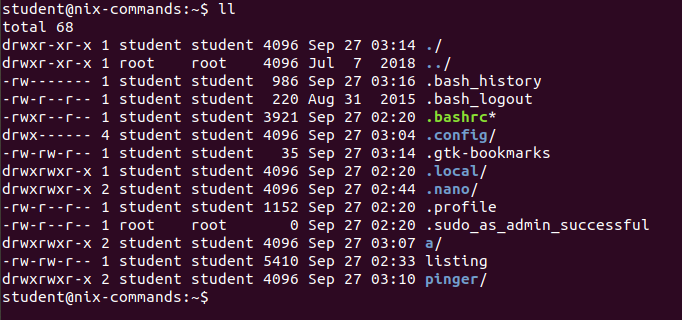 student@nix-commands:~$ ll
total 68
drwxr-xr-x 1 student student 4096 Sep 27 03:14 ./
drwxr-xr-x 1 root    root    4096 Jul  7  2018 ../
-rw------- 1 student student  986 Sep 27 03:16 .bash_history
-rw-r--r-- 1 student student  220 Aug 31  2015 .bash_logout
-rwxr--r-- 1 student student 3921 Sep 27 02:20 .bashrc*
drwx------ 4 student student 4096 Sep 27 03:04 .config/
-rw-rw-r-- 1 student student   35 Sep 27 03:14 .gtk-bookmarks
drwxrwxr-x 1 student student 4096 Sep 27 02:20 .local/
drwxrwxr-x 2 student student 4096 Sep 27 02:44 .nano/
-rw-r--r-- 1 student student 1152 Sep 27 02:20 .profile
-rw-r--r-- 1 root    root       0 Sep 27 02:20 .sudo_as_admin_successful
drwxrwxr-x 2 student student 4096 Sep 27 03:07 a/
-rw-rw-r-- 1 student student 5410 Sep 27 02:33 listing
drwxrwxr-x 2 student student 4096 Sep 27 03:10 pinger/
student@nix-commands:~$